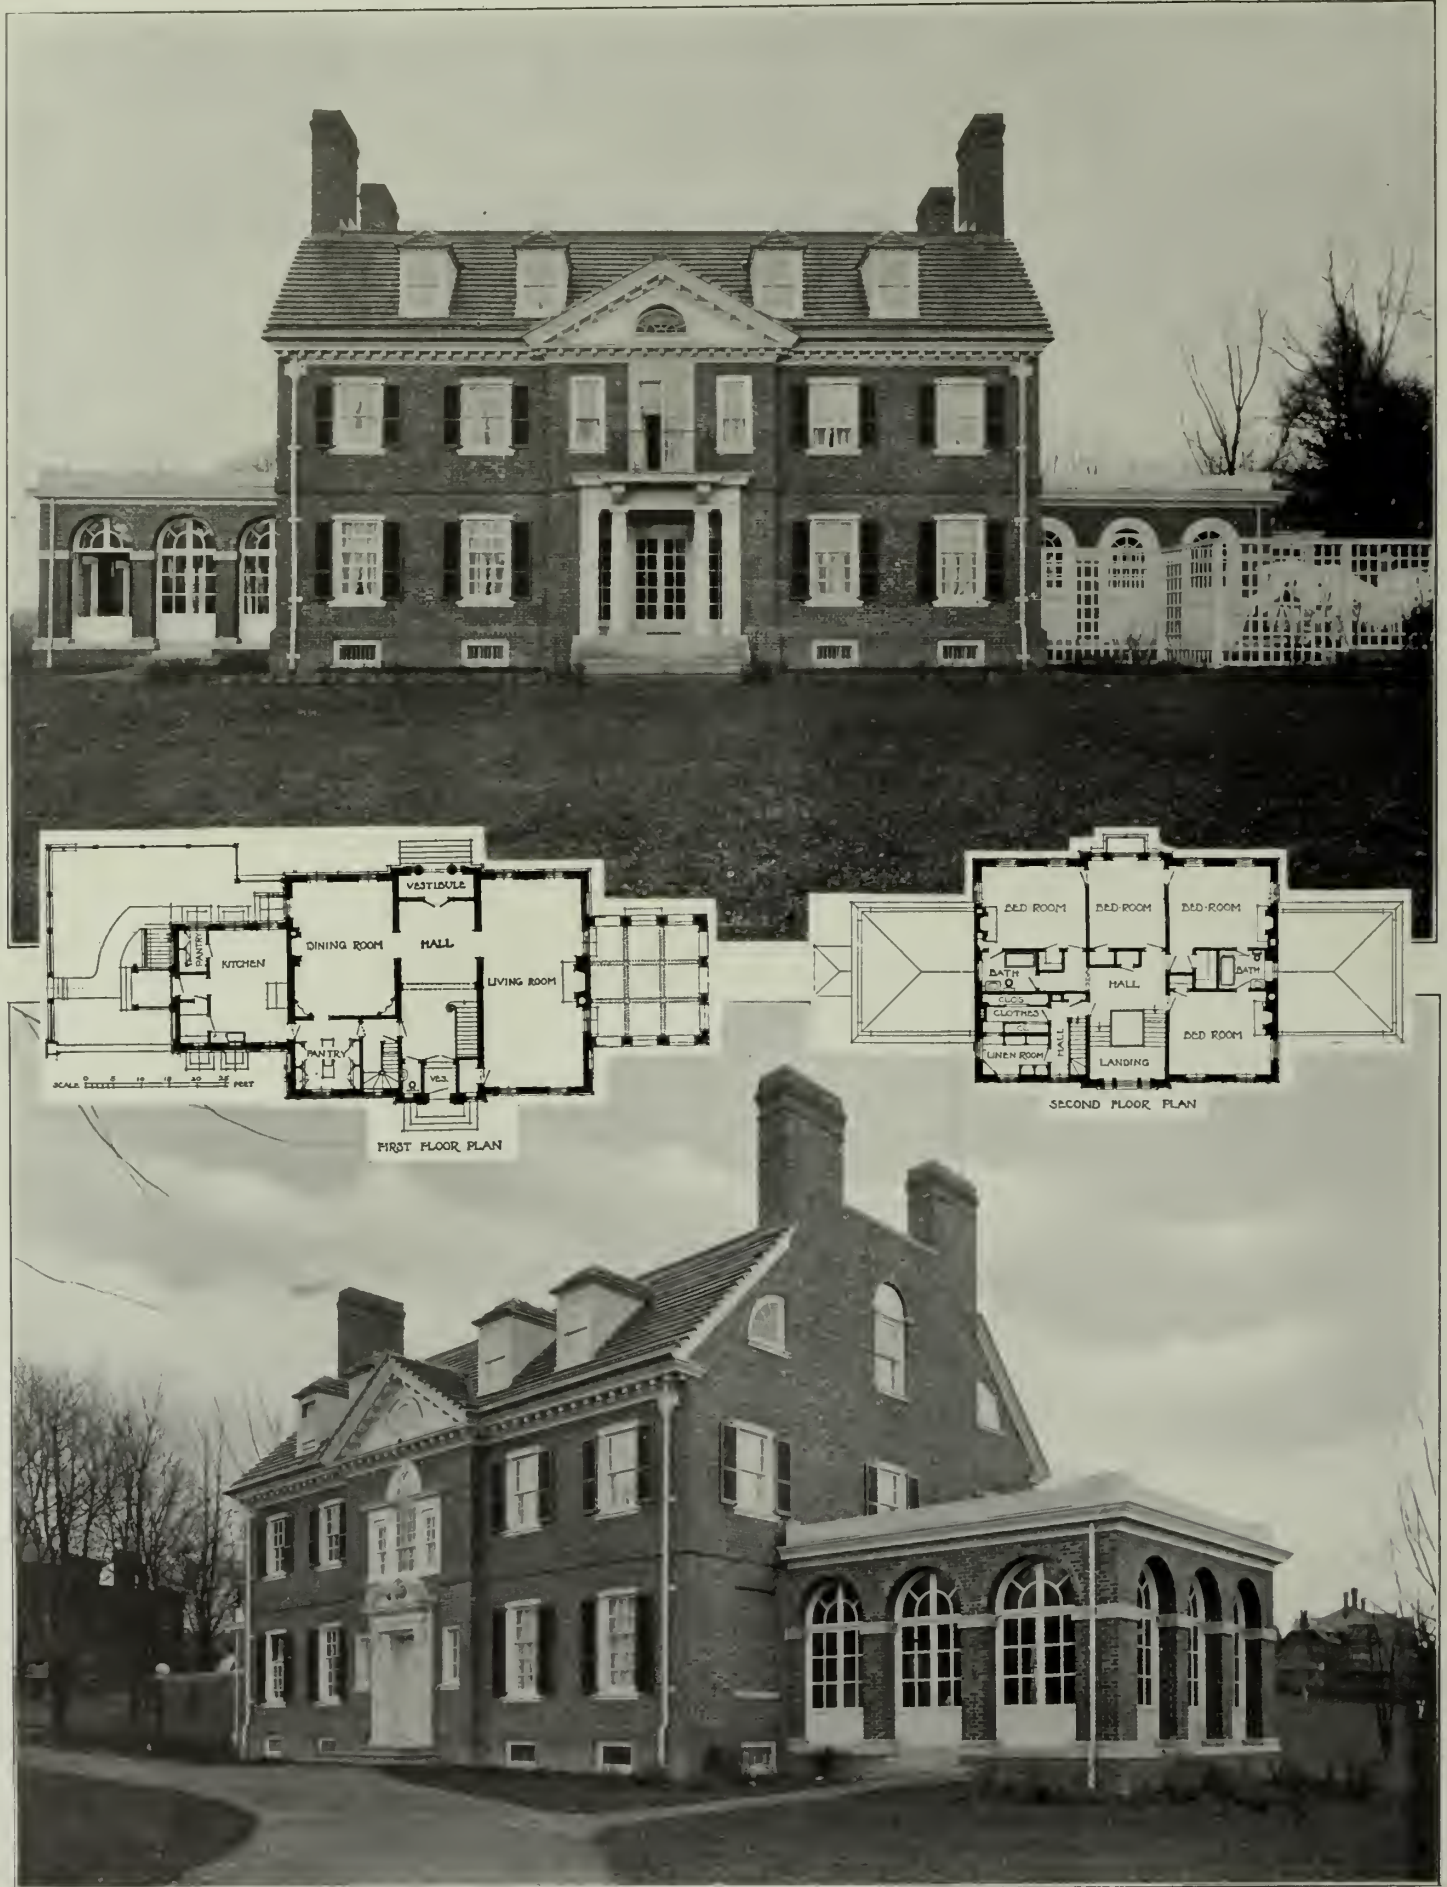 VESTIBULE
DINING ROOM
HALL
PANTRY
KITCHEN
LIVING ROOM
PANTRY
VES.
SCALE 0 5 10 15 20 25 FEET
FIRST FLOOR PLAN
BED ROOM
BED-ROOM
BED-ROOM
BATH
BATH
HALL
CLOS.
CLOTHES
CL.
LINEN ROOM
HALL
LANDING
BED ROOM
SECOND FLOOR PLAN